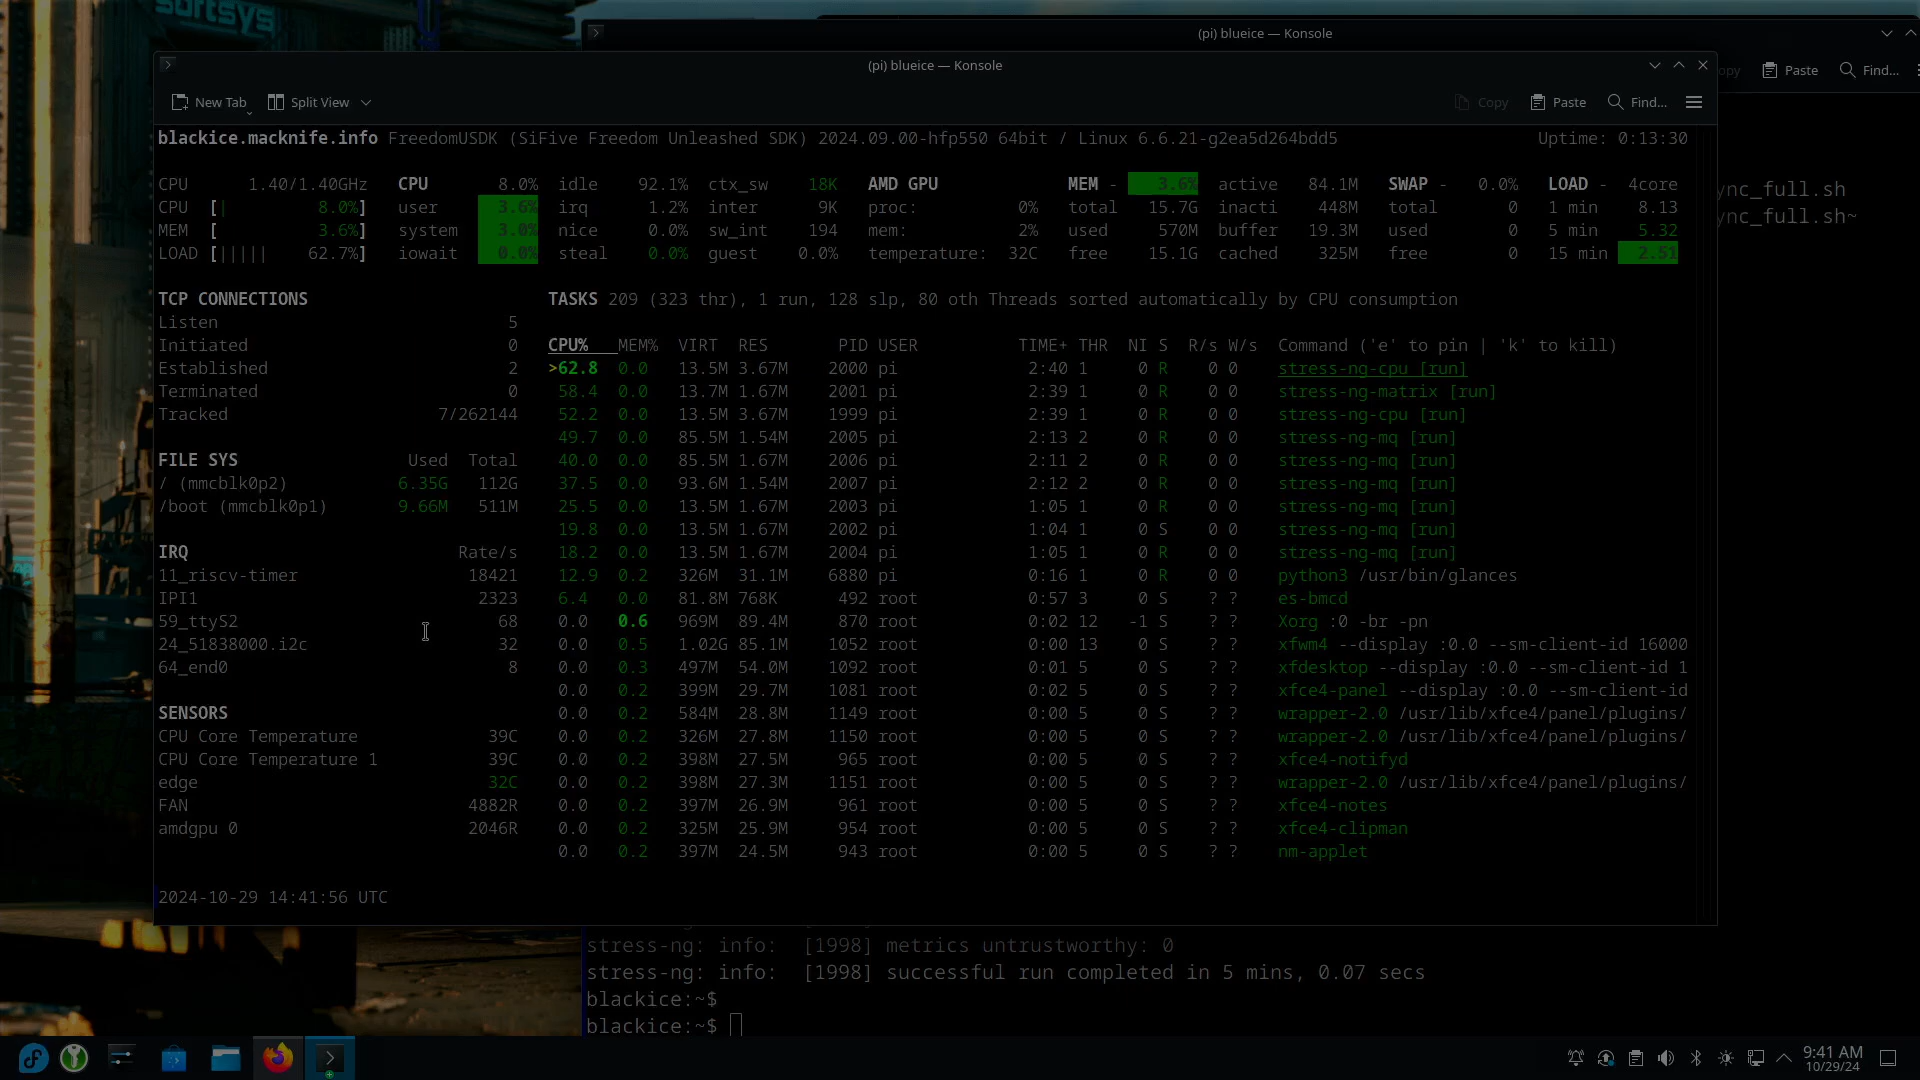 softsys
(pi) blueice — Konsole
opy Paste Find...
(pi) blueice — Konsole
New Tab Split View Copy Paste Find...
blackice.macknife.info FreedomUSDK (SiFive Freedom Unleashed SDK) 2024.09.00-hfp550 64bit / Linux 6.6.21-g2ea5d264bdd5 Uptime: 0:13:30
CPU 1.40/1.40GHz CPU 8.0% idle 92.1% ctx_sw 18K AMD GPU MEM - 3.6% active 84.1M SWAP - 0.0% LOAD - 4core
CPU [| 8.0%] user 3.6% irq 1.2% inter 9K proc: 0% total 15.7G inacti 448M total 0 1 min 8.13
MEM [ 3.6%] system 3.0% nice 0.0% sw_int 194 mem: 2% used 570M buffer 19.3M used 0 5 min 5.32
LOAD [||||| 62.7%] iowait 0.0% steal 0.0% guest 0.0% temperature: 32C free 15.1G cached 325M free 0 15 min 2.51
ync_full.sh
ync_full.sh~
TCP CONNECTIONS
Listen 5
Initiated 0
Established 2
Terminated 0
Tracked 7/262144
FILE SYS Used Total
/ (mmcblk0p2) 6.35G 112G
/boot (mmcblk0p1) 9.66M 511M
IRQ Rate/s
11_riscv-timer 18421
IPI1 2323
59_ttyS2 68
24_51838000.i2c 32
64_end0 8
SENSORS
CPU Core Temperature 39C
CPU Core Temperature 1 39C
edge 32C
FAN 4882R
amdgpu 0 2046R
TASKS 209 (323 thr), 1 run, 128 slp, 80 oth Threads sorted automatically by CPU consumption
CPU% MEM% VIRT RES PID USER TIME+ THR NI S R/s W/s Command ('e' to pin | 'k' to kill)
>62.8 0.0 13.5M 3.67M 2000 pi 2:40 1 0 R 0 0 stress-ng-cpu [run]
58.4 0.0 13.7M 1.67M 2001 pi 2:39 1 0 R 0 0 stress-ng-matrix [run]
52.2 0.0 13.5M 3.67M 1999 pi 2:39 1 0 R 0 0 stress-ng-cpu [run]
49.7 0.0 85.5M 1.54M 2005 pi 2:13 2 0 R 0 0 stress-ng-mq [run]
40.0 0.0 85.5M 1.67M 2006 pi 2:11 2 0 R 0 0 stress-ng-mq [run]
37.5 0.0 93.6M 1.54M 2007 pi 2:12 2 0 R 0 0 stress-ng-mq [run]
25.5 0.0 13.5M 1.67M 2003 pi 1:05 1 0 R 0 0 stress-ng-mq [run]
19.8 0.0 13.5M 1.67M 2002 pi 1:04 1 0 S 0 0 stress-ng-mq [run]
18.2 0.0 13.5M 1.67M 2004 pi 1:05 1 0 R 0 0 stress-ng-mq [run]
12.9 0.2 326M 31.1M 6880 pi 0:16 1 0 R 0 0 python3 /usr/bin/glances
6.4 0.0 81.8M 768K 492 root 0:57 3 0 S ? ? es-bmcd
0.0 0.6 969M 89.4M 870 root 0:02 12 -1 S ? ? Xorg :0 -br -pn
0.0 0.5 1.02G 85.1M 1052 root 0:00 13 0 S ? ? xfwm4 --display :0.0 --sm-client-id 16000
0.0 0.3 497M 54.0M 1092 root 0:01 5 0 S ? ? xfdesktop --display :0.0 --sm-client-id 1
0.0 0.2 399M 29.7M 1081 root 0:02 5 0 S ? ? xfce4-panel --display :0.0 --sm-client-id
0.0 0.2 584M 28.8M 1149 root 0:00 5 0 S ? ? wrapper-2.0 /usr/lib/xfce4/panel/plugins/
0.0 0.2 326M 27.8M 1150 root 0:00 5 0 S ? ? wrapper-2.0 /usr/lib/xfce4/panel/plugins/
0.0 0.2 398M 27.5M 965 root 0:00 5 0 S ? ? xfce4-notifyd
0.0 0.2 398M 27.3M 1151 root 0:00 5 0 S ? ? wrapper-2.0 /usr/lib/xfce4/panel/plugins/
0.0 0.2 397M 26.9M 961 root 0:00 5 0 S ? ? xfce4-notes
0.0 0.2 325M 25.9M 954 root 0:00 5 0 S ? ? xfce4-clipman
0.0 0.2 397M 24.5M 943 root 0:00 5 0 S ? ? nm-applet
2024-10-29 14:41:56 UTC
stress-ng: info: [1998] metrics untrustworthy: 0
stress-ng: info: [1998] successful run completed in 5 mins, 0.07 secs
blackice:~$
blackice:~$
9:41 AM
10/29/24